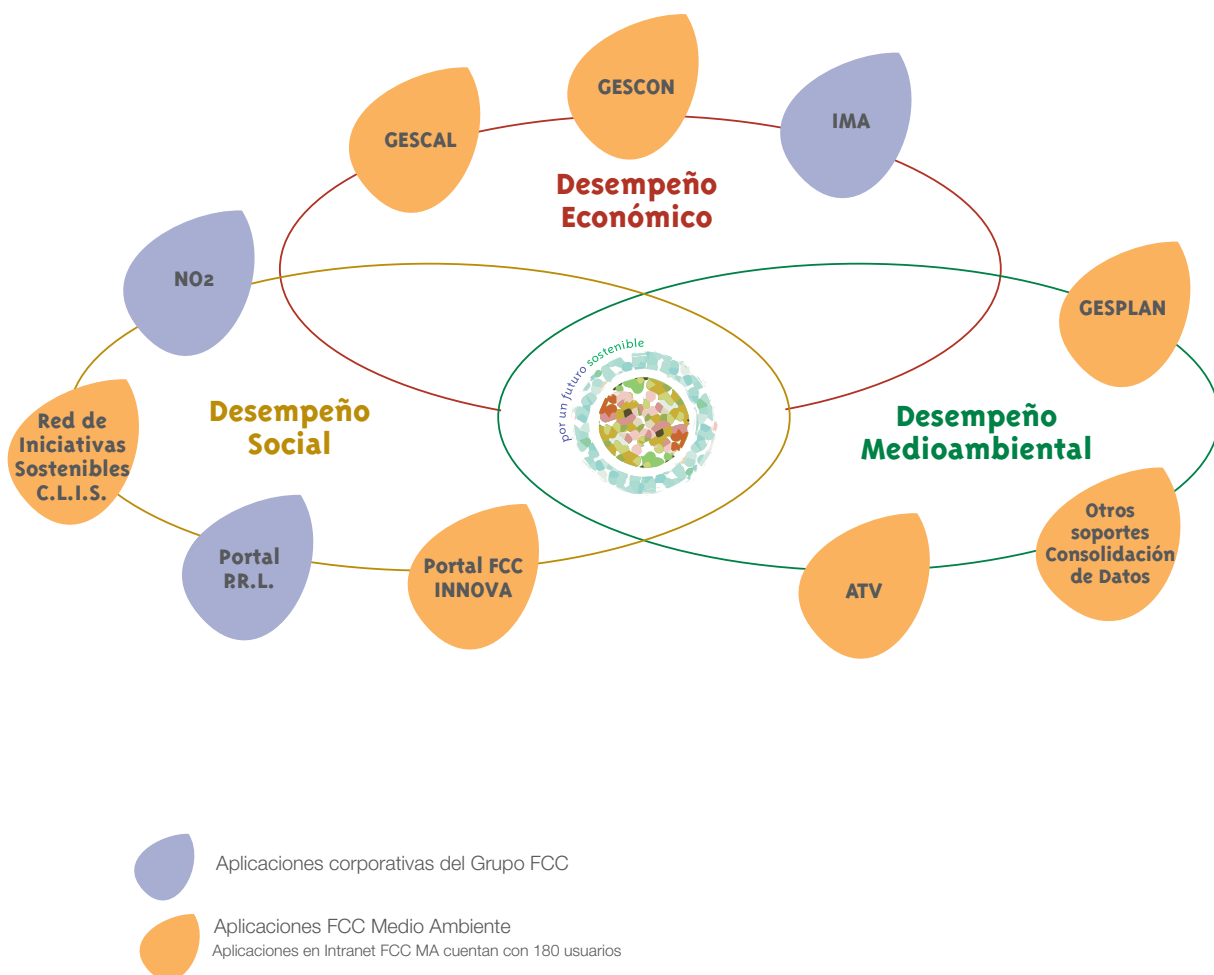 GESCON
GESCAL
IMA
Desempeño
Económico
NO2
GESPLAN
por un futuro sostenible
Red de
Iniciativas
Sostenibles
C.L.I.S.
Desempeño
Social
Desempeño
Medioambiental
Portal
P.R.L.
Portal FCC
INNOVA
ATV
Otros
soportes
Consolidación
de Datos
Aplicaciones corporativas del Grupo FCC
Aplicaciones FCC Medio Ambiente
Aplicaciones en Intranet FCC MA cuentan con 180 usuarios